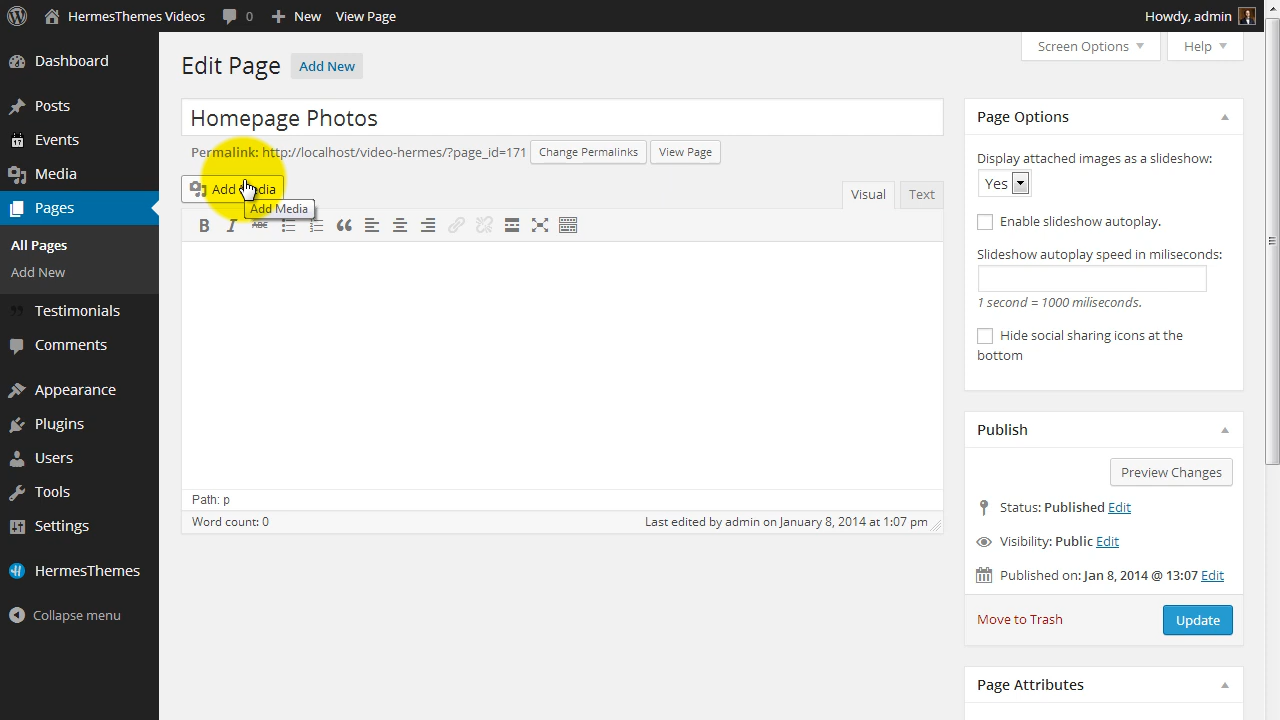 HermesThemes Videos 0 New View Page Howdy, admin
Screen Options Help
Dashboard
Posts
Events
Media
Pages
All Pages
Add New
Testimonials
Comments
Appearance
Plugins
Users
Tools
Settings
HermesThemes
Collapse menu
Edit Page Add New
Homepage Photos
Permalink: http://localhost/video-hermes/?page_id=171 Change Permalinks View Page
Add Media
Add Media
Visual Text
B I ABC
Path: p
Word count: 0 Last edited by admin on January 8, 2014 at 1:07 pm
Page Options
Display attached images as a slideshow:
Yes
Enable slideshow autoplay.
Slideshow autoplay speed in miliseconds:
1 second = 1000 miliseconds.
Hide social sharing icons at the
bottom
Publish
Preview Changes
Status: Published Edit
Visibility: Public Edit
Published on: Jan 8, 2014 @ 13:07 Edit
Move to Trash Update
Page Attributes